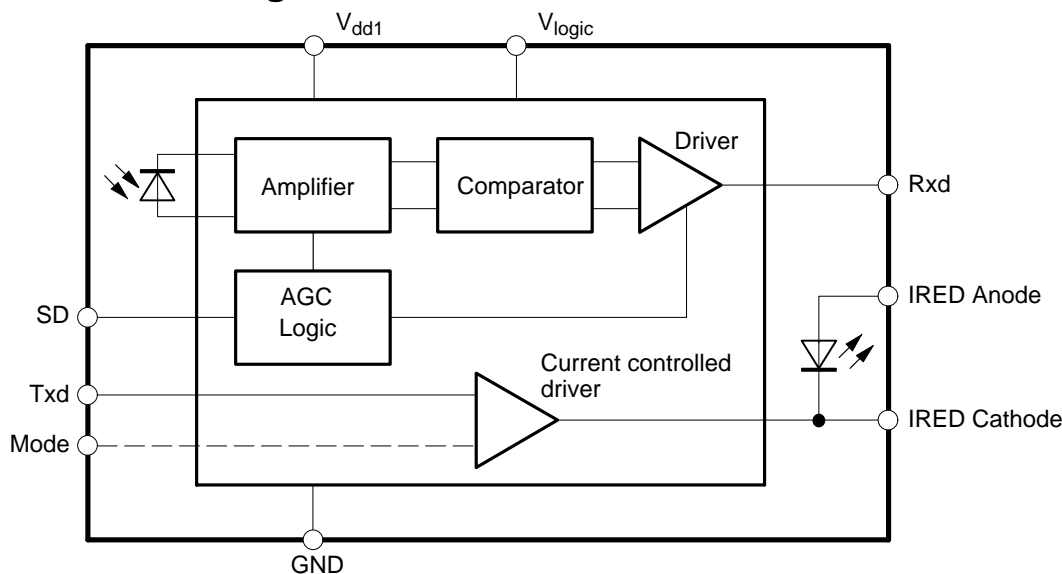 Vdd1
Vlogic
Driver
Amplifier
Comparator
Rxd
AGC
Logic
IRED Anode
SD
Current controlled
driver
Txd
IRED Cathode
Mode
GND